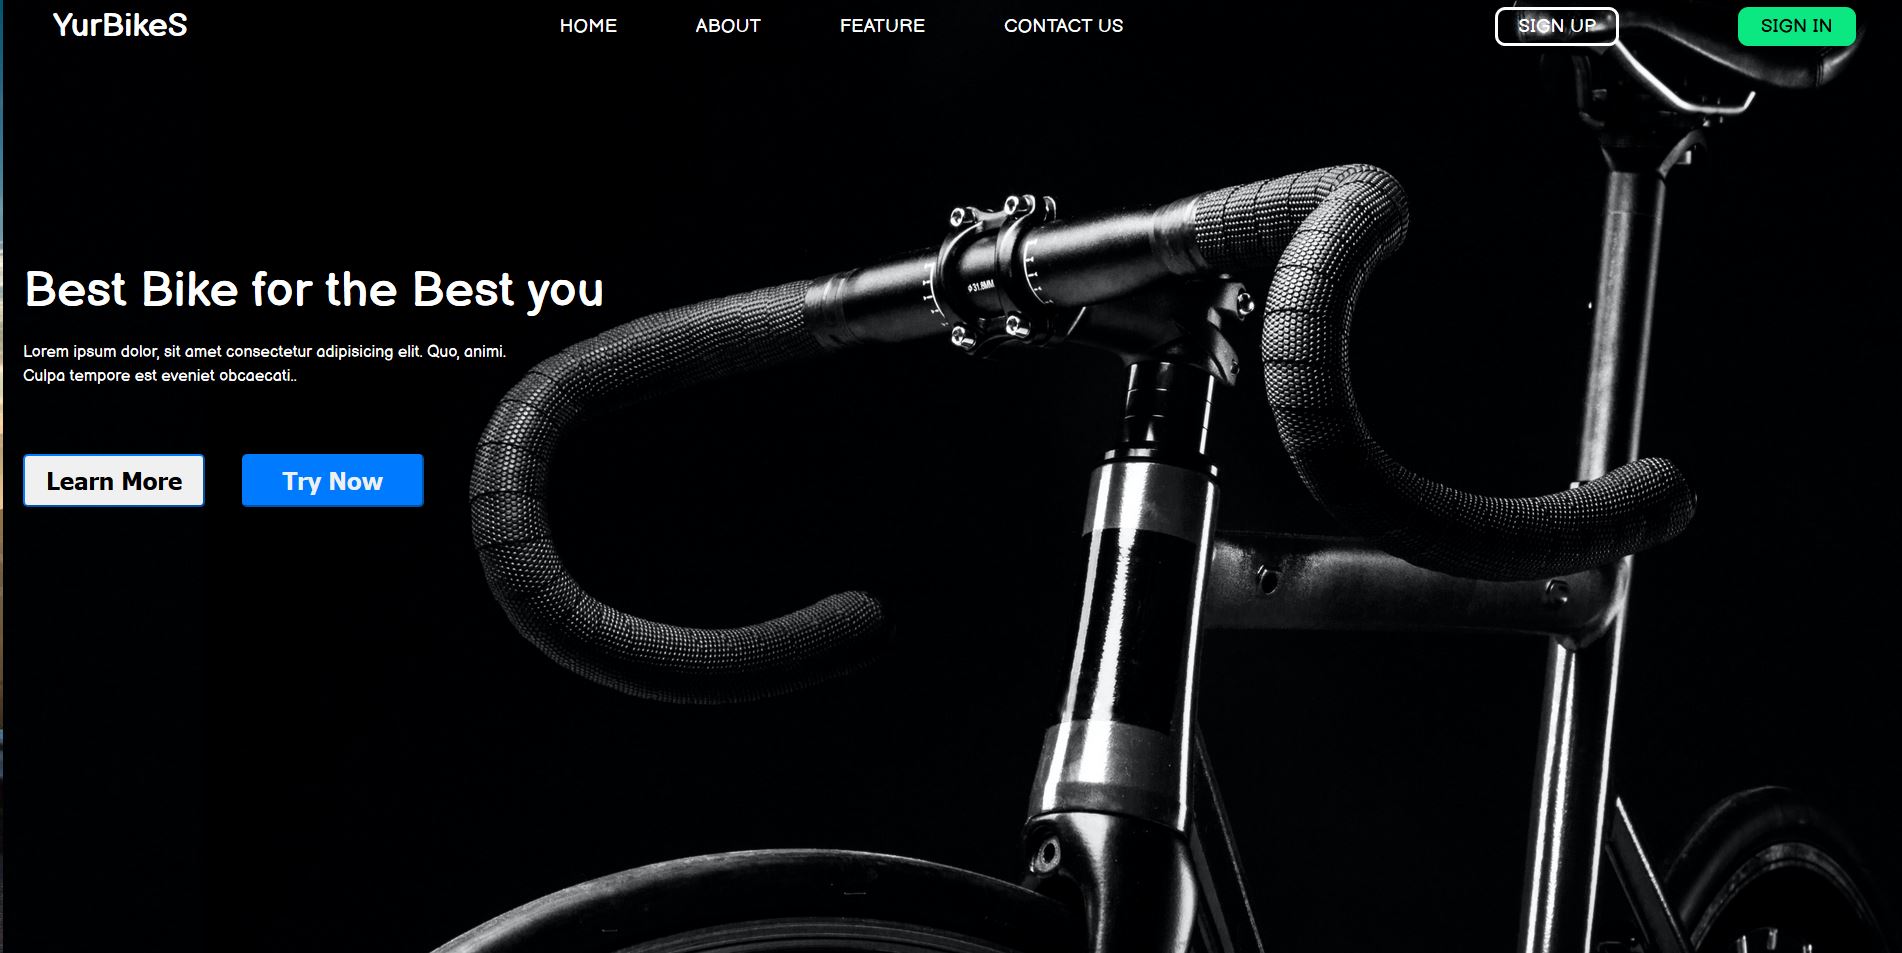 YurBikeS
HOME
ABOUT
FEATURE
CONTACT US
SIGN UP
SIGN IN
Best Bike for the Best you
Lorem ipsum dolor, sit amet consectetur adipisicing elit. Quo, animi.
Culpa tempore est eveniet obcaecati..
Learn More
Try Now
φ31.8MM